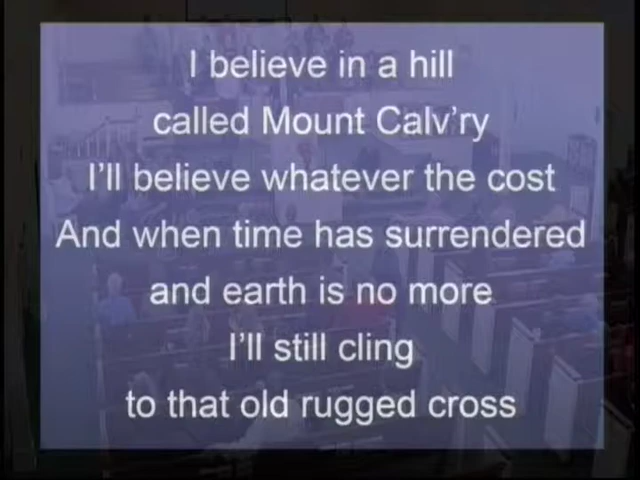 I believe in a hill
called Mount Calv’ry
I’ll believe whatever the cost
And when time has surrendered
and earth is no more
I’ll still cling
to that old rugged cross